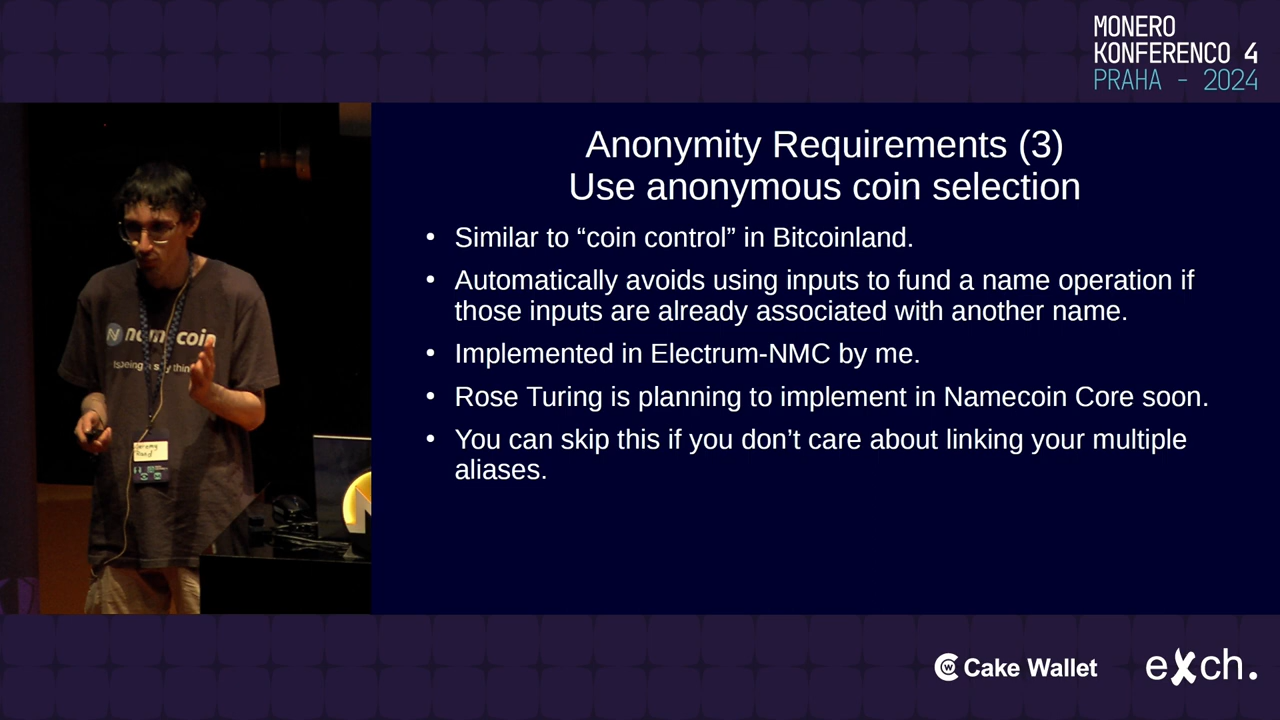 MONERO
KONFERENCO 4
PRAHA - 2024
Anonymity Requirements (3)
Use anonymous coin selection
• Similar to “coin control” in Bitcoinland.
• Automatically avoids using inputs to fund a name operation if
those inputs are already associated with another name.
• Implemented in Electrum-NMC by me.
• Rose Turing is planning to implement in Namecoin Core soon.
• You can skip this if you don’t care about linking your multiple
aliases.
namecoin
Jeremy
Rand
Cake Wallet
eXch.